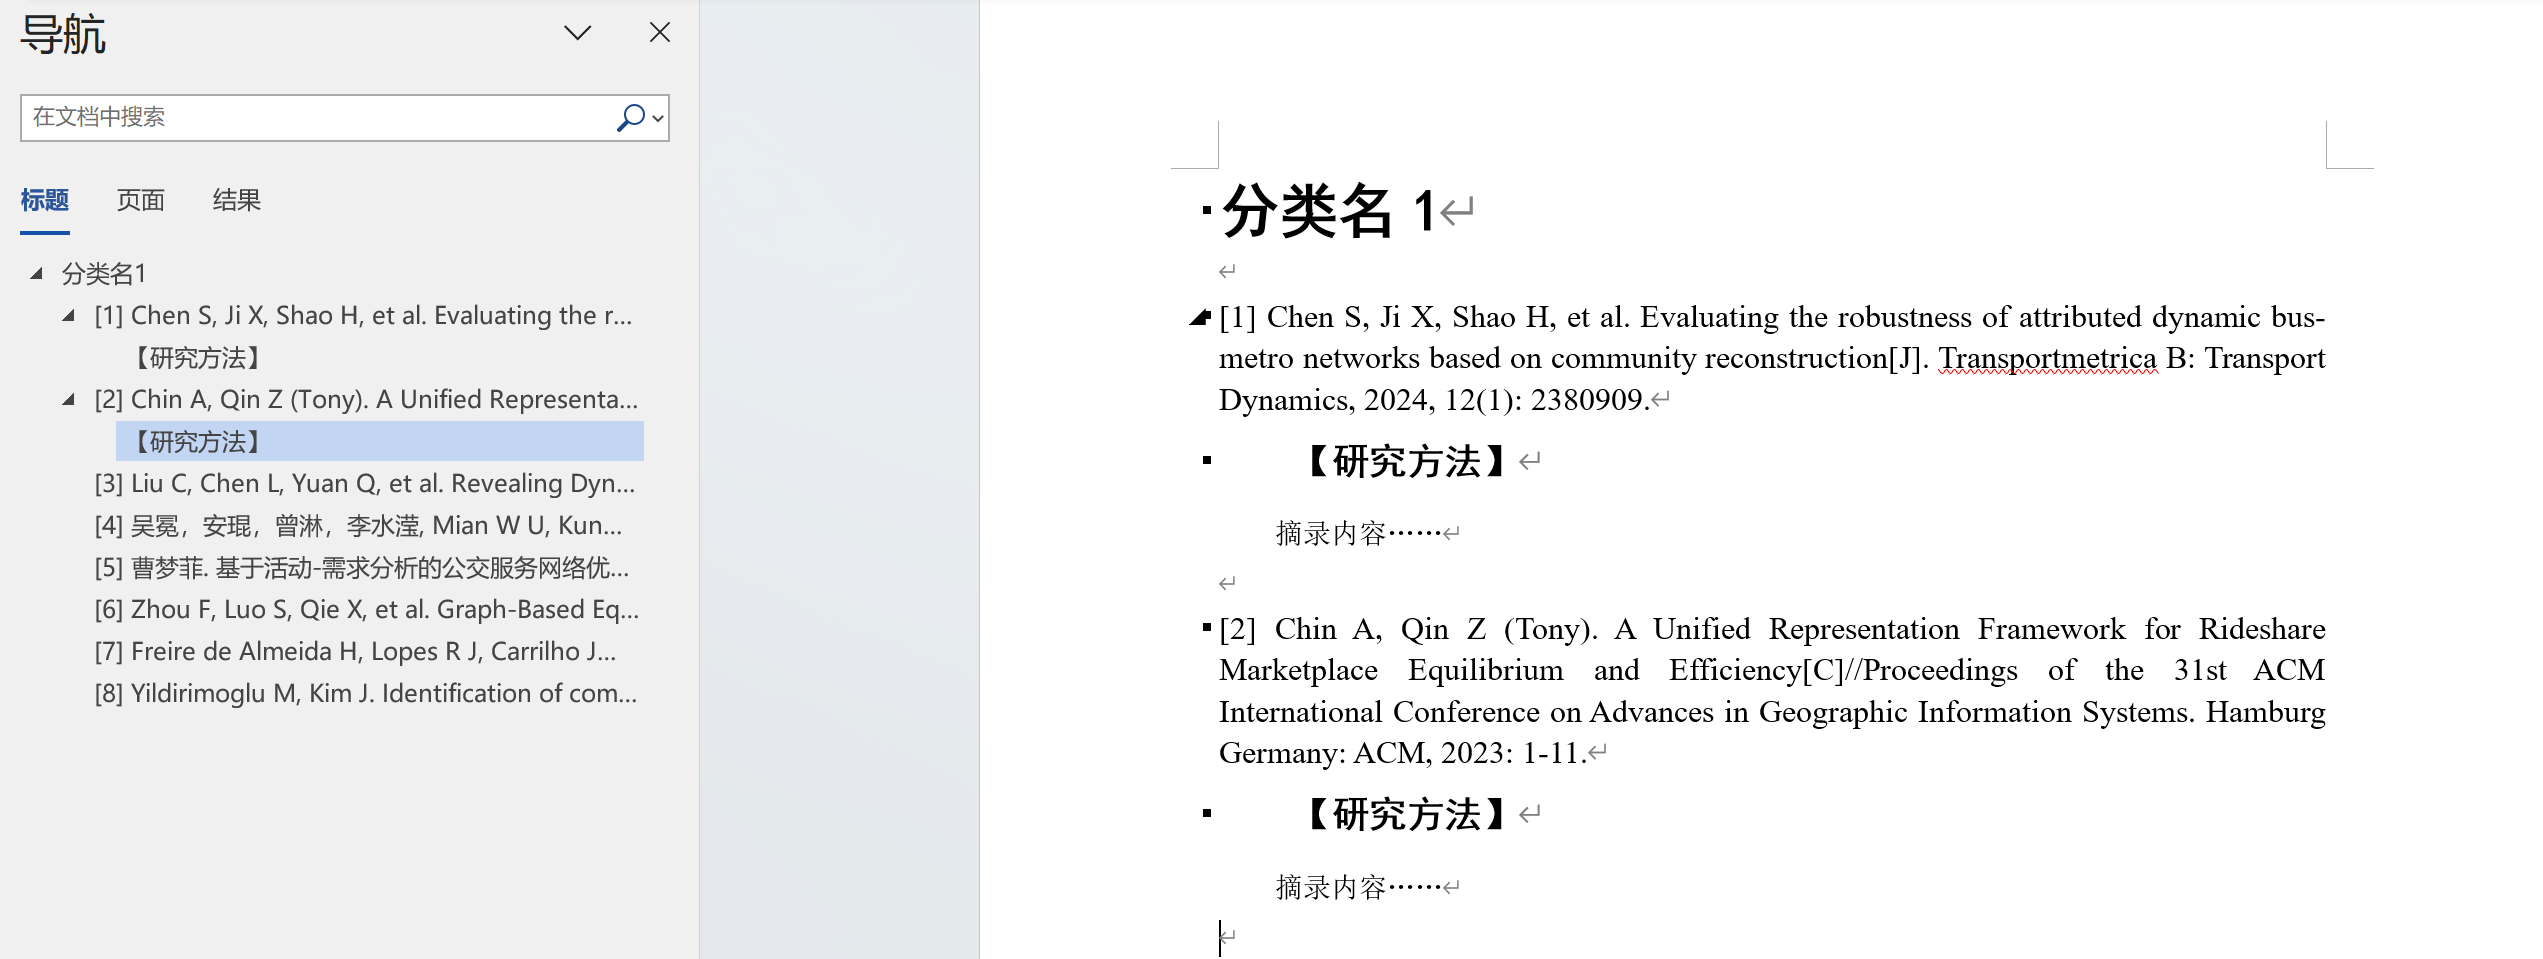 导航
在文档中搜索
标题 页面 结果
分类名1
[1] Chen S, Ji X, Shao H, et al. Evaluating the r...
【研究方法】
[2] Chin A, Qin Z (Tony). A Unified Representa...
【研究方法】
[3] Liu C, Chen L, Yuan Q, et al. Revealing Dyn...
[4] 吴冕，安琨，曾淋，李水滢, Mian W U, Kun...
[5] 曹梦菲. 基于活动-需求分析的公交服务网络优...
[6] Zhou F, Luo S, Qie X, et al. Graph-Based Eq...
[7] Freire de Almeida H, Lopes R J, Carrilho J...
[8] Yildirimoglu M, Kim J. Identification of com...
分类名 1
[1] Chen S, Ji X, Shao H, et al. Evaluating the robustness of attributed dynamic bus-
metro networks based on community reconstruction[J]. Transportmetrica B: Transport
Dynamics, 2024, 12(1): 2380909.
【研究方法】
摘录内容……
[2] Chin A, Qin Z (Tony). A Unified Representation Framework for Rideshare
Marketplace Equilibrium and Efficiency[C]//Proceedings of the 31st ACM
International Conference on Advances in Geographic Information Systems. Hamburg
Germany: ACM, 2023: 1-11.
【研究方法】
摘录内容……